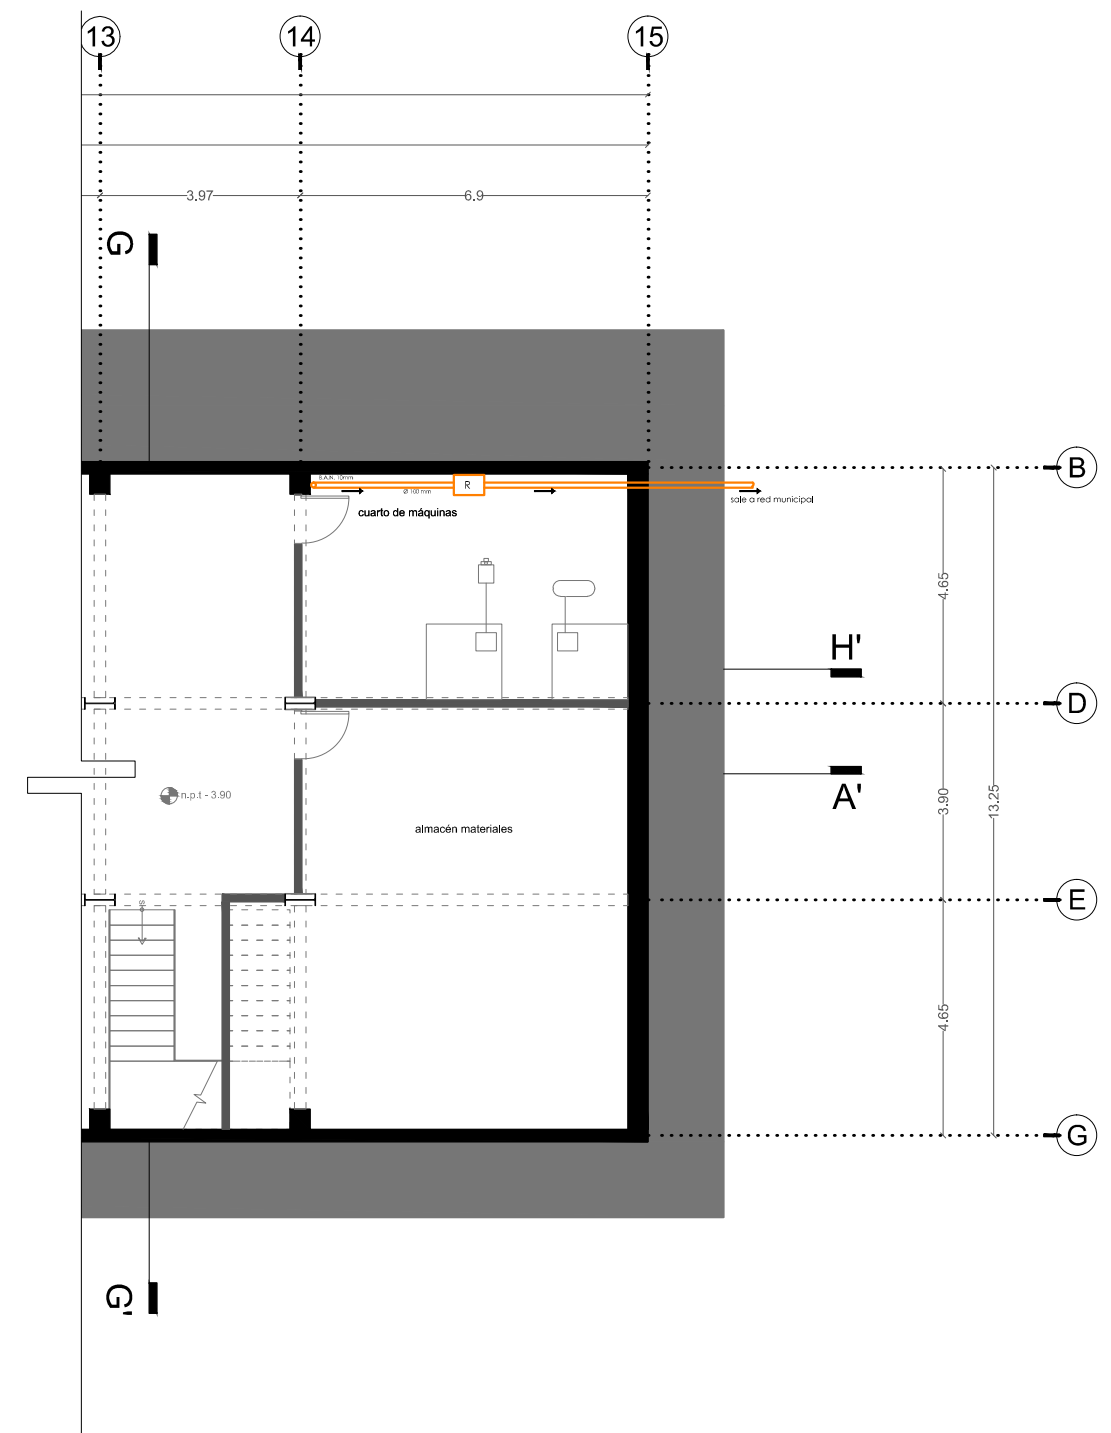 13 14 15
3.97 6.9
G
B
B.A.N. 10mm
R
Ø 100 mm
sale a red municipal
cuarto de máquinas
4.65
H'
D
n.p.t - 3.90
A'
3.90
13.25
almacén materiales
E
s
4.65
G
G'